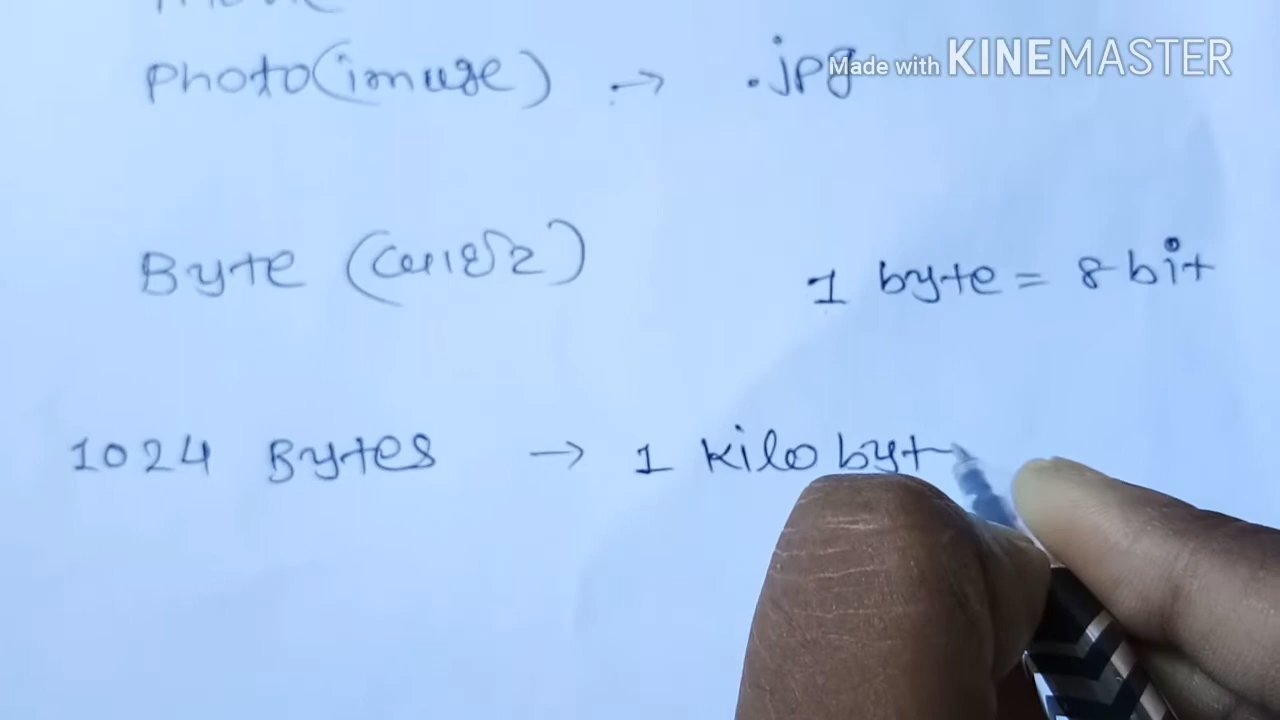 Photo(image) → .jpg
Made with KINEMASTER
Byte ( )
1 byte = 8 bit
1024 Bytes → 1 kilobyt